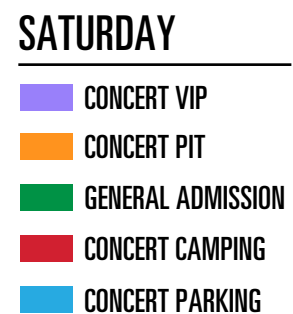 SATURDAY
CONCERT VIP
CONCERT PIT
GENERAL ADMISSION
CONCERT CAMPING
CONCERT PARKING